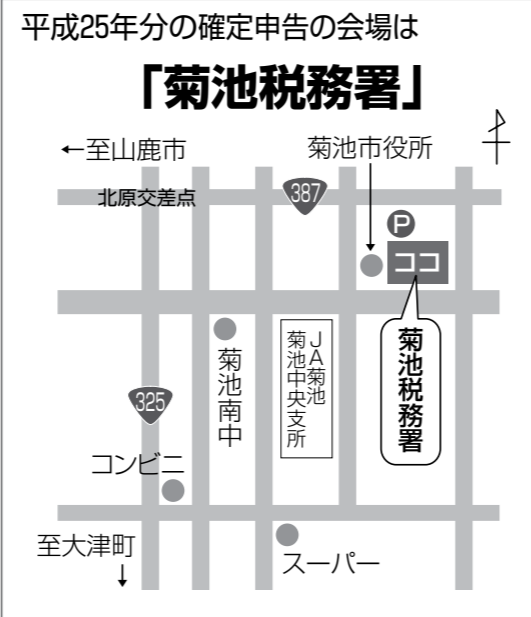 平成25年分の確定申告の会場は
「菊池税務署」
←至山鹿市
菊池市役所
北原交差点
387
P
ココ
菊池税務署
JA菊池
菊池中央支所
菊池南中
325
コンビニ
至大津町
↓
スーパー